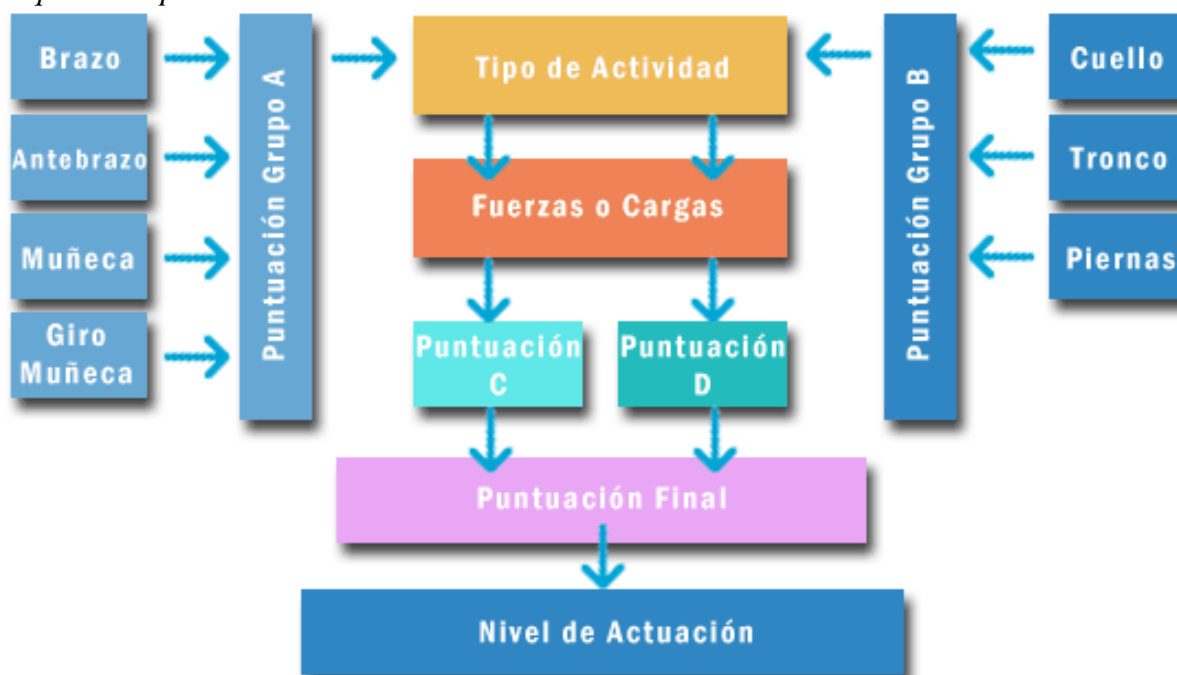 Brazo
Antebrazo
Muñeca
Giro
Muñeca
Puntuación Grupo A
Tipo de Actividad
Fuerzas o Cargas
Puntuación
C
Puntuación
D
Puntuación Final
Nivel de Actuación
Puntuación Grupo B
Cuello
Tronco
Piernas